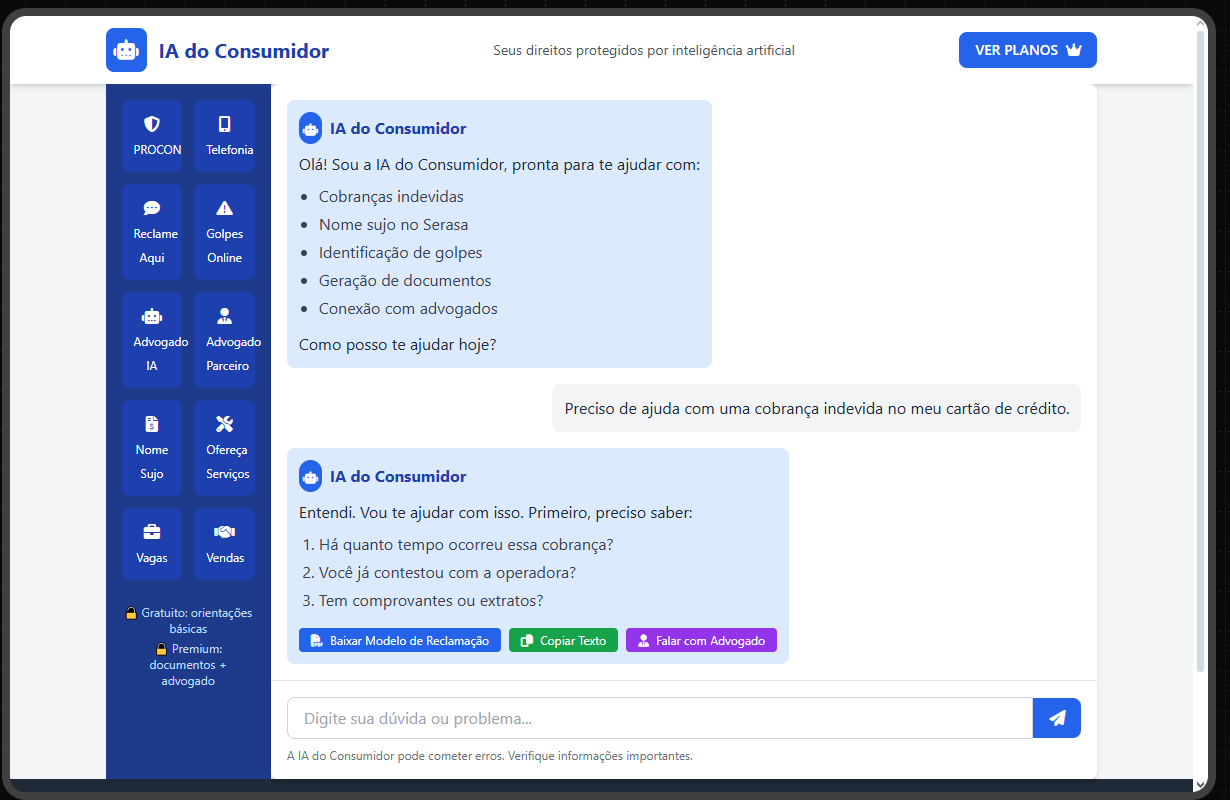 IA do Consumidor
Seus direitos protegidos por inteligência artificial
VER PLANOS
PROCON
Telefonia
Reclame
Aqui
Golpes
Online
Advogado
IA
Advogado
Parceiro
Nome
Sujo
Ofereça
Serviços
Vagas
Vendas
Gratuito: orientações
básicas
Premium:
documentos +
advogado
IA do Consumidor
Olá! Sou a IA do Consumidor, pronta para te ajudar com:
• Cobranças indevidas
• Nome sujo no Serasa
• Identificação de golpes
• Geração de documentos
• Conexão com advogados
Como posso te ajudar hoje?
Preciso de ajuda com uma cobrança indevida no meu cartão de crédito.
IA do Consumidor
Entendi. Vou te ajudar com isso. Primeiro, preciso saber:
1. Há quanto tempo ocorreu essa cobrança?
2. Você já contestou com a operadora?
3. Tem comprovantes ou extratos?
Baixar Modelo de Reclamação
Copiar Texto
Falar com Advogado
Digite sua dúvida ou problema...
A IA do Consumidor pode cometer erros. Verifique informações importantes.